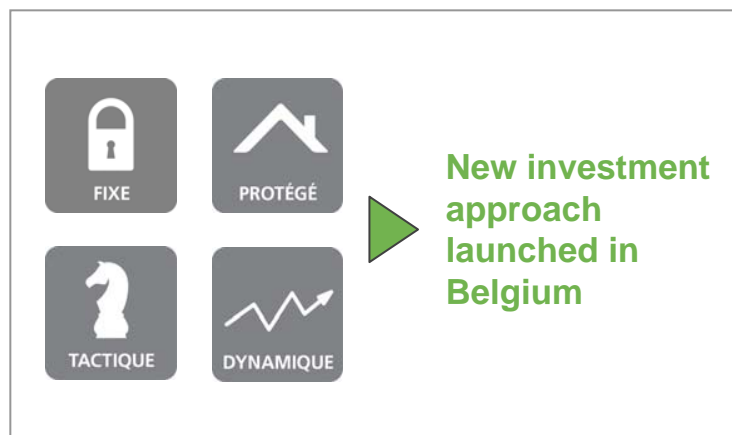 FIXE
PROTÉGÉ
TACTIQUE
DYNAMIQUE
New investment
approach
launched in
Belgium